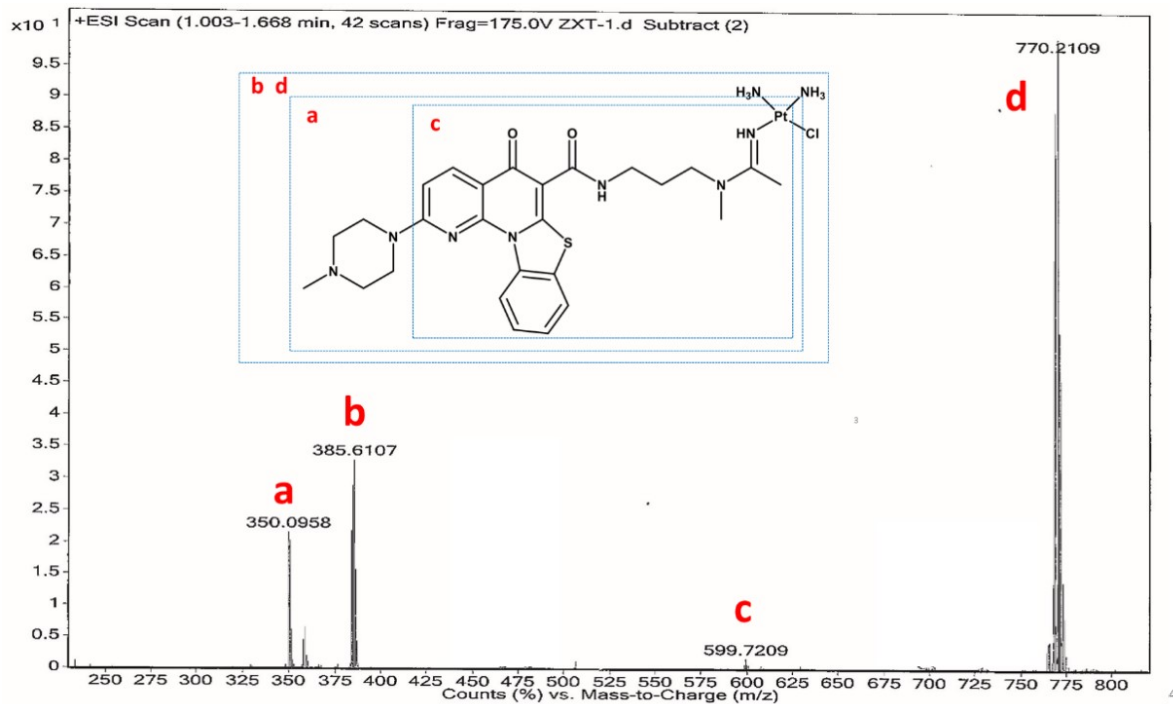 x10 1 +ESI Scan (1.003-1.668 min, 42 scans) Frag=175.0V ZXT-1.d Subtract (2)
9.5
9
8.5
8
7.5
7
6.5
6
5.5
5
4.5
4
3.5
3
2.5
2
1.5
1
0.5
0
770.2109
d
b d
a
c
H3N NH3
Pt
HN Cl
O O
N
H
N
N
N
N
S
N
b
385.6107
a
350.0958
c
599.7209
3
250 275 300 325 350 375 400 425 450 475 500 525 550 575 600 625 650 675 700 725 750 775 800
Counts (%) vs. Mass-to-Charge (m/z)
4